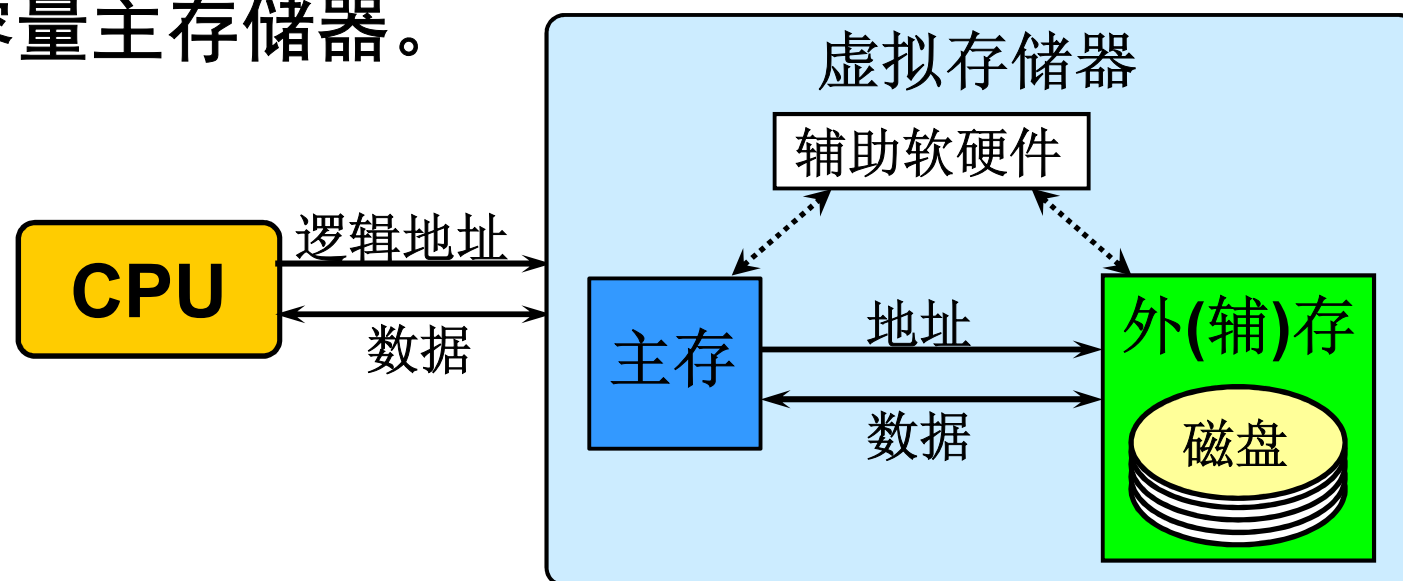 容量主存储器。
虚拟存储器
辅助软硬件
逻辑地址
CPU
数据
主存
地址
数据
外(辅)存
磁盘